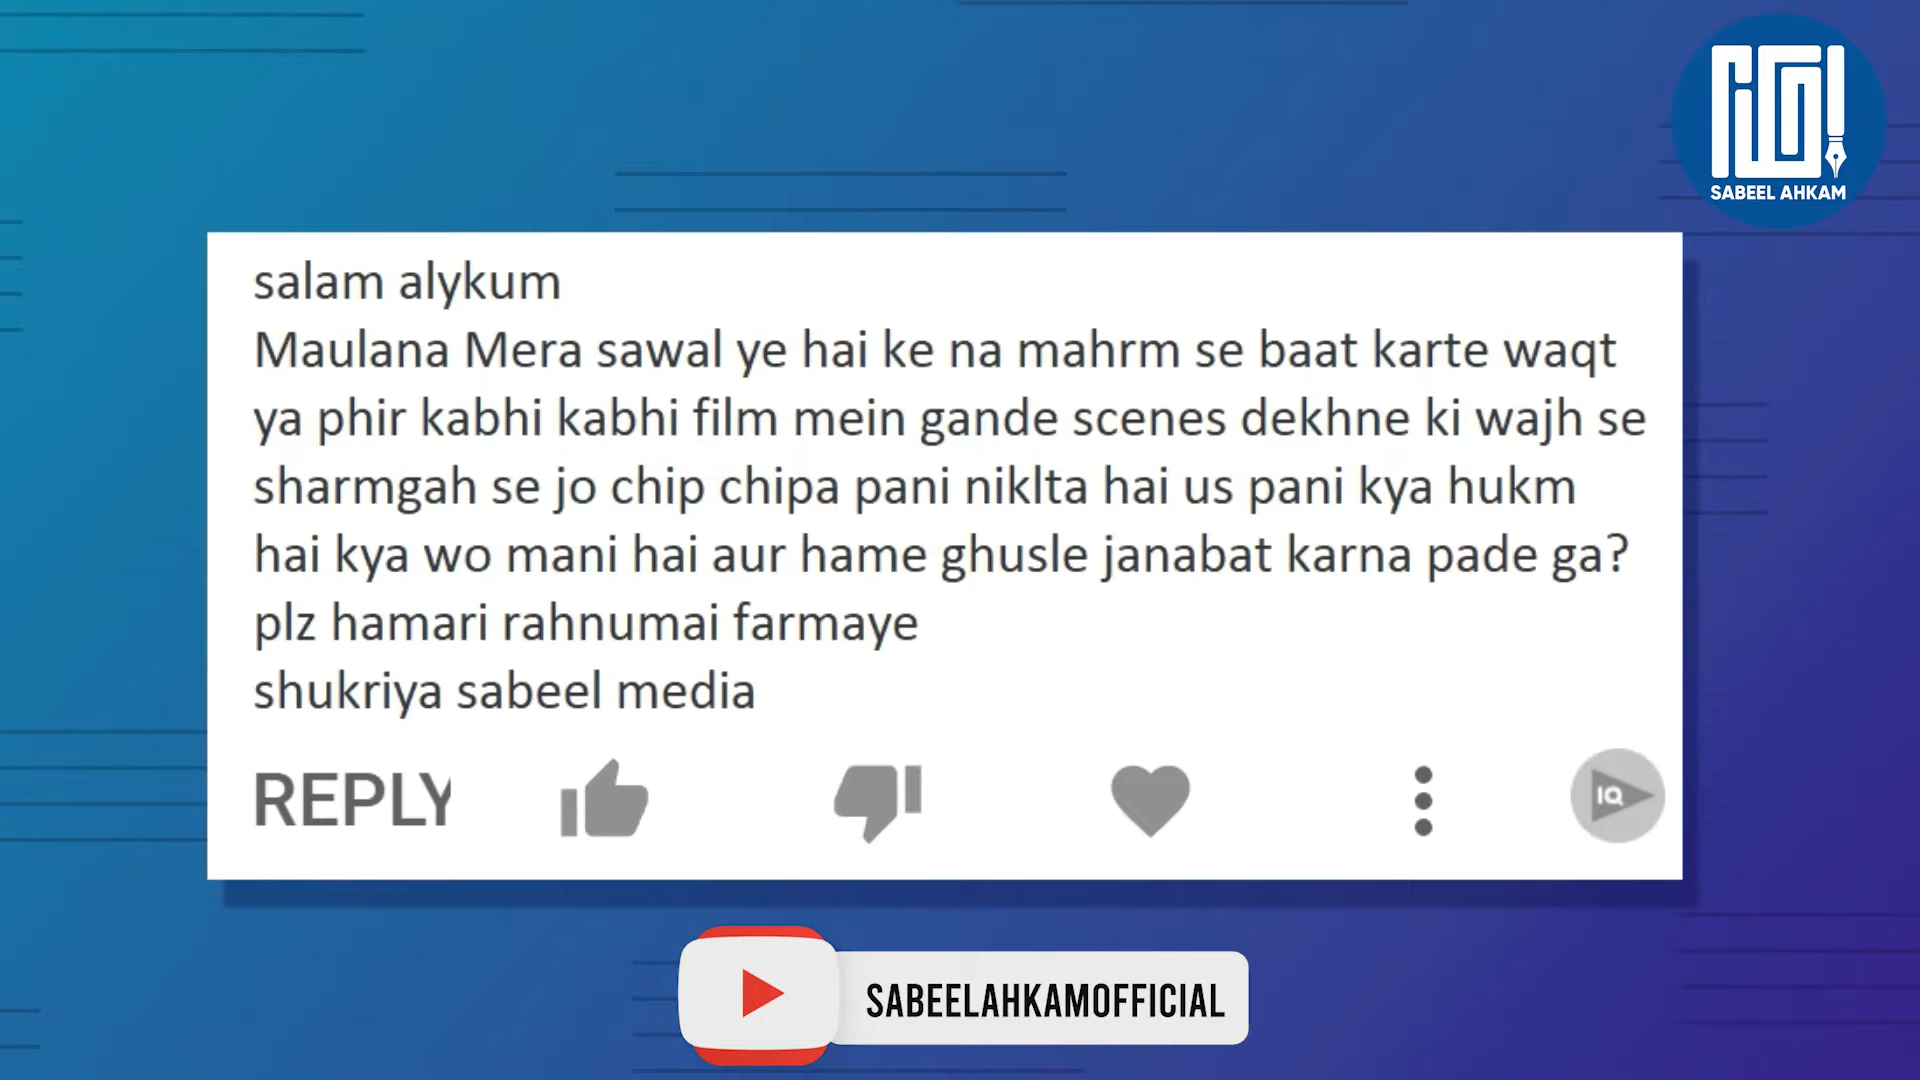 SABEEL AHKAM
salam alykum
Maulana Mera sawal ye hai ke na mahrm se baat karte waqt
ya phir kabhi kabhi film mein gande scenes dekhne ki wajh se
sharmgah se jo chip chipa pani niklta hai us pani kya hukm
hai kya wo mani hai aur hame ghusle janabat karna pade ga?
plz hamari rahnumai farmaye
shukriya sabeel media
REPLY
IQ
SABEELAHKAMOFFICIAL